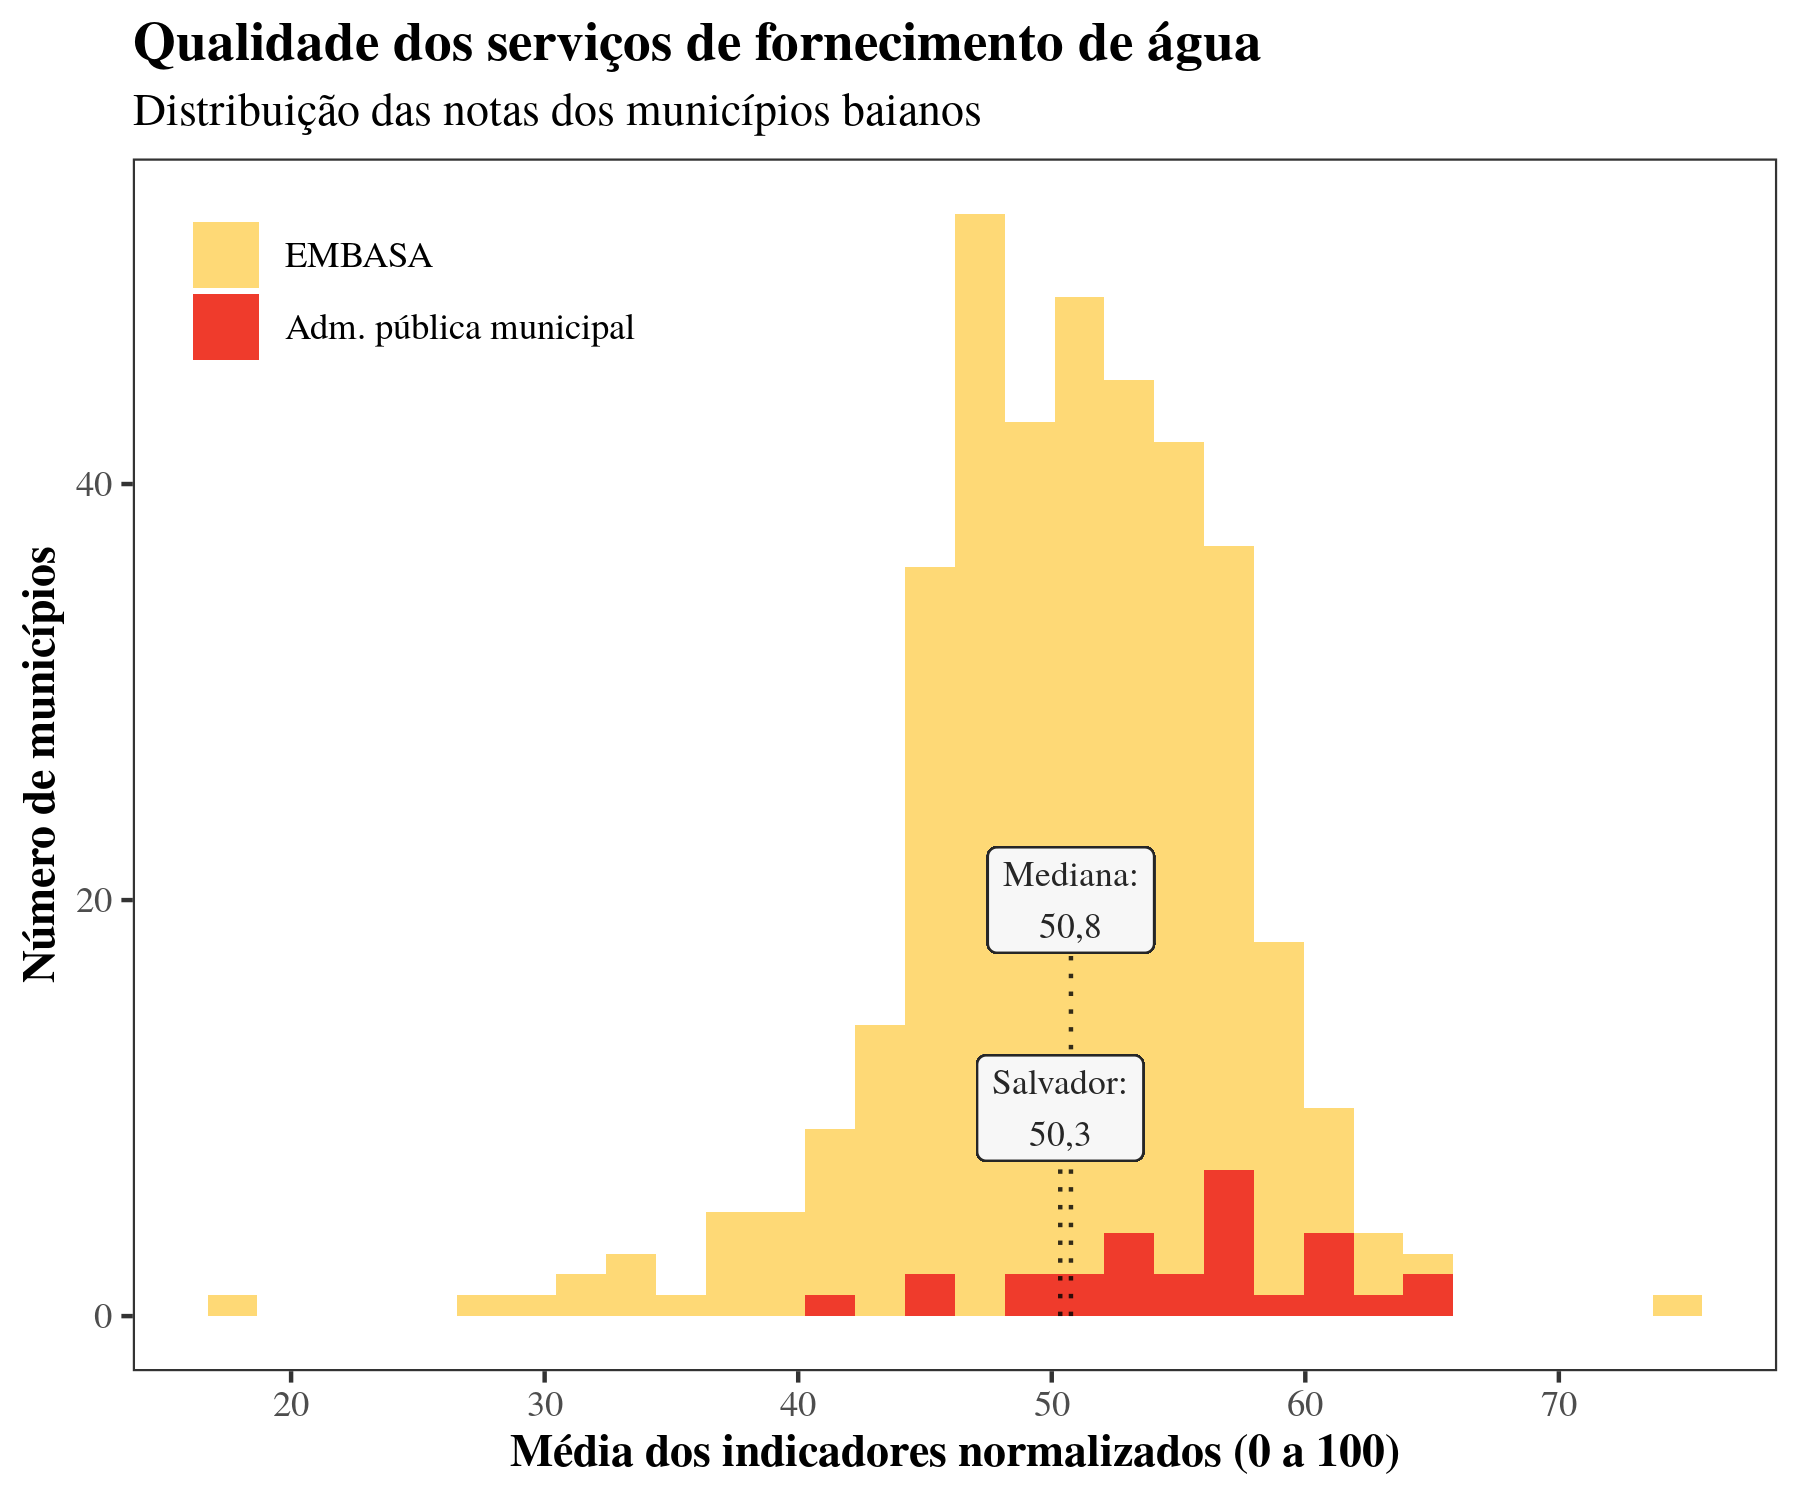 Qualidade dos serviços de fornecimento de água
Distribuição das notas dos municípios baianos
EMBASA
Adm. pública municipal
Número de municípios
40
20
0
Mediana:
50,8
Salvador:
50,3
20 30 40 50 60 70
Média dos indicadores normalizados (0 a 100)